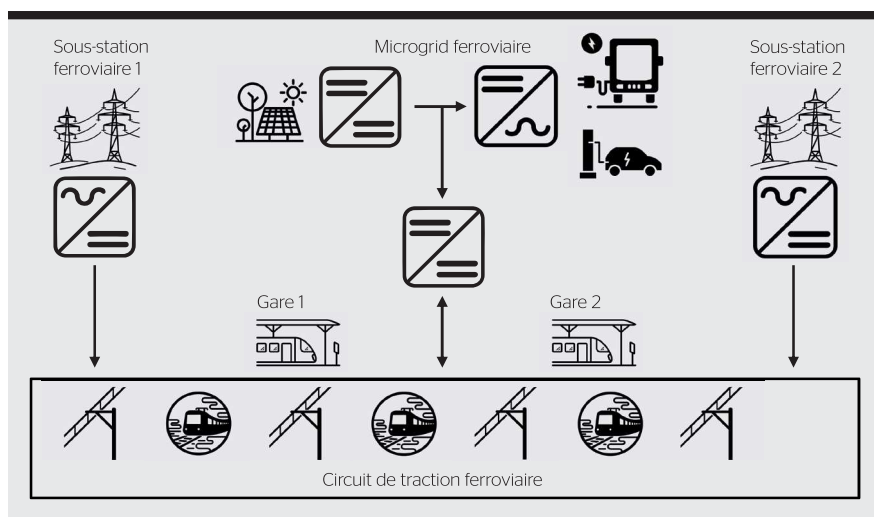 Sous-station
ferroviaire 1
Microgrid ferroviaire
Sous-station
ferroviaire 2
Gare 1
Gare 2
Circuit de traction ferroviaire